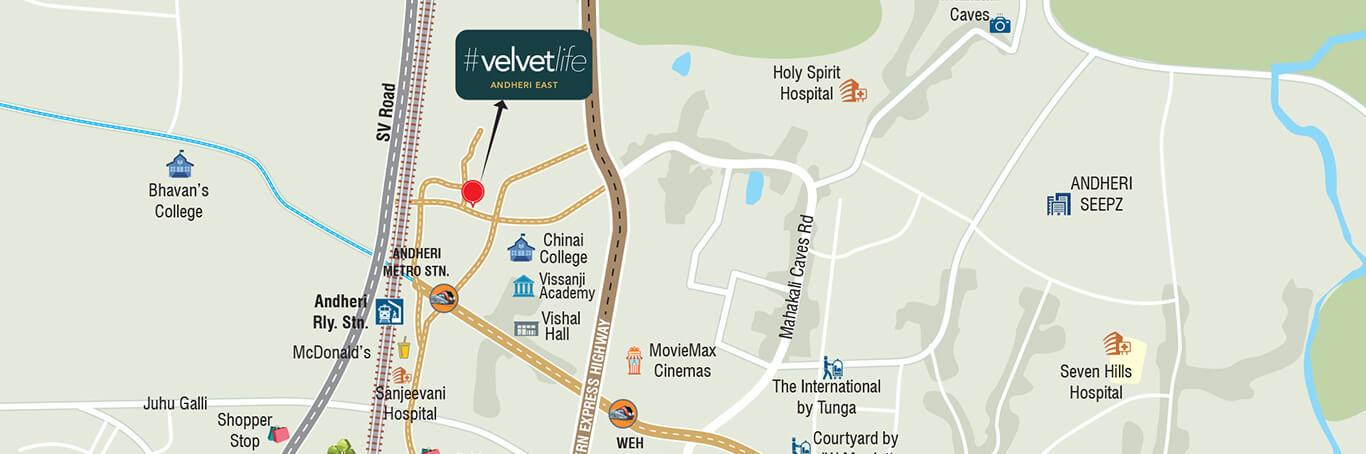 Caves
#velvetlife
ANDHERI EAST
Holy Spirit
Hospital
SV Road
Bhavan's
College
ANDHERI
SEEPZ
Chinai
College
ANDHERI
METRO STN.
Vissanji
Academy
Mahakali Caves Rd
Andheri
Rly. Stn.
Vishal
Hall
McDonald's
MovieMax
Cinemas
Seven Hills
Hospital
Sanjeevani
Hospital
The International
by Tunga
EXPRESS HIGHWAY
Juhu Galli
Shopper
Stop
WEH
Courtyard by